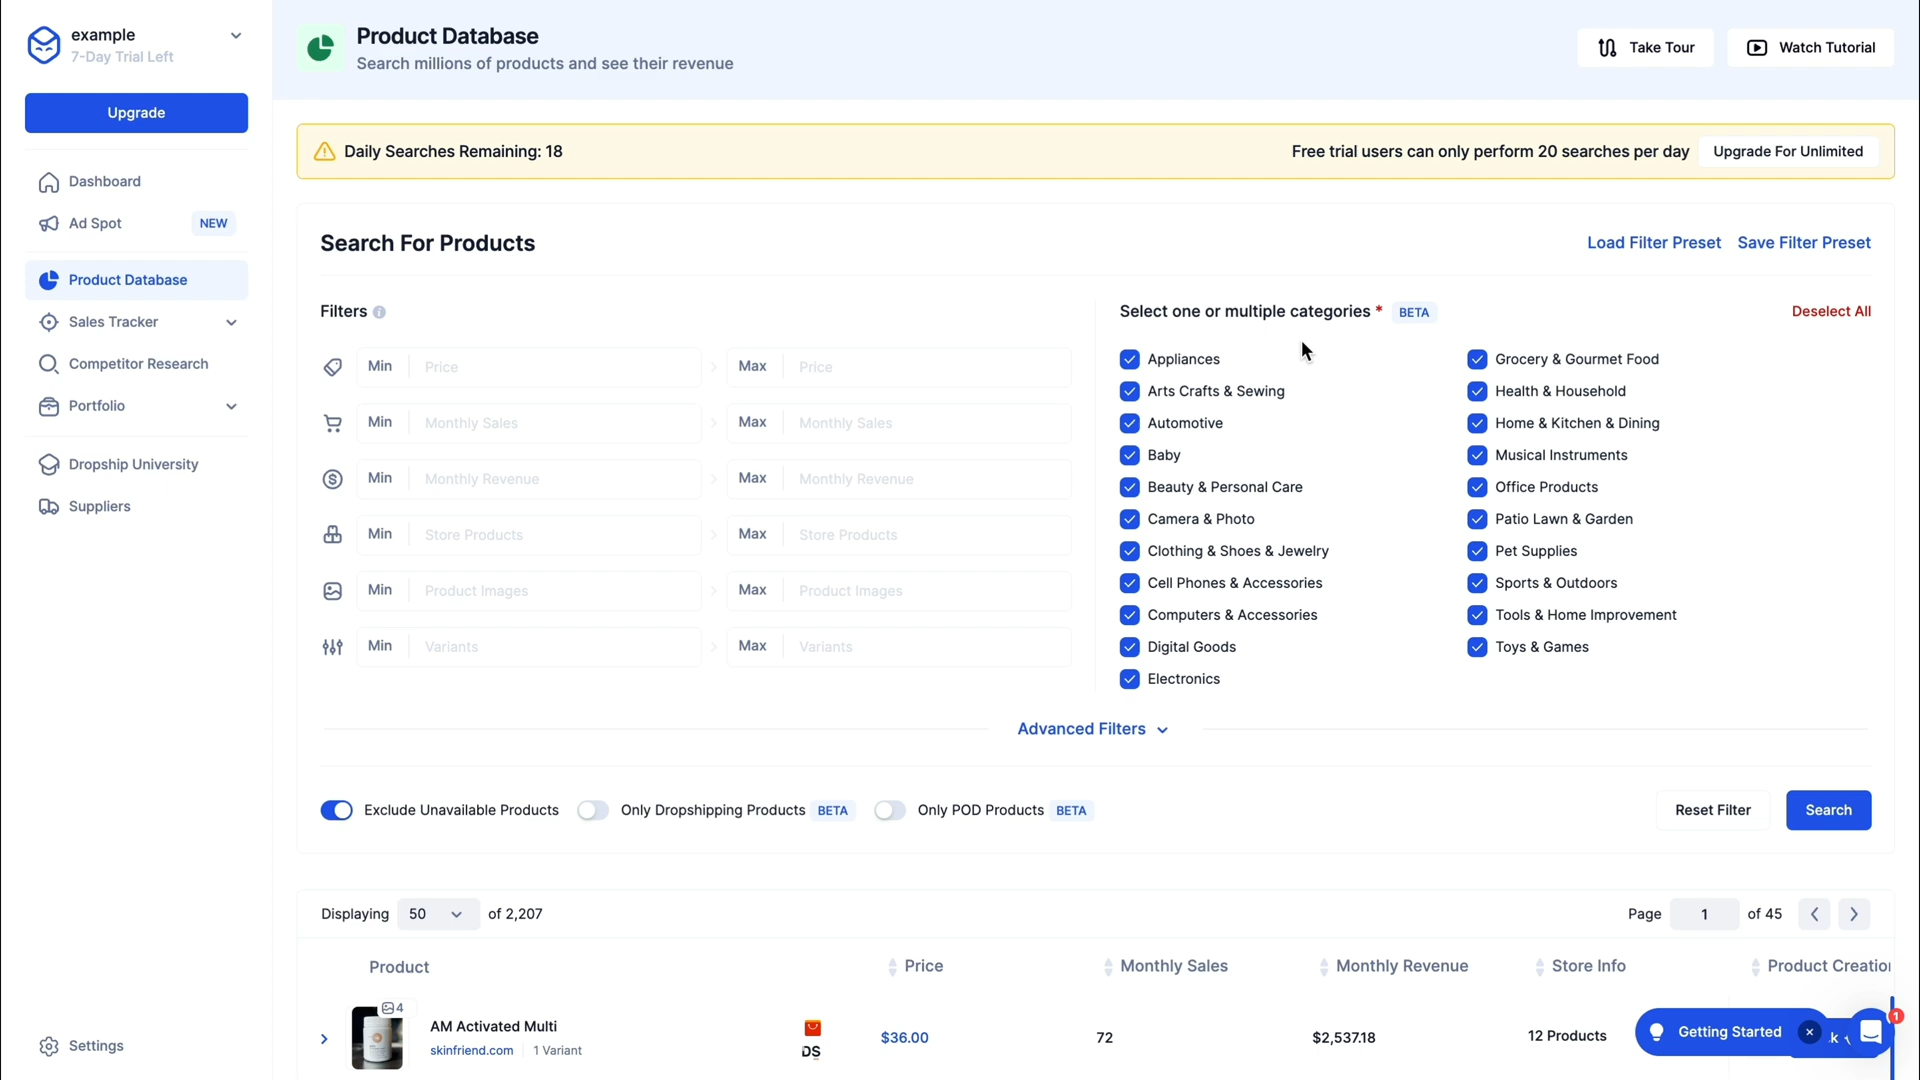 example
7-Day Trial Left
Upgrade
Dashboard
Ad Spot
NEW
Product Database
Sales Tracker
Competitor Research
Portfolio
Dropship University
Suppliers
Settings
Product Database
Search millions of products and see their revenue
Take Tour
Watch Tutorial
Daily Searches Remaining: 18
Free trial users can only perform 20 searches per day
Upgrade For Unlimited
Search For Products
Load Filter Preset
Save Filter Preset
Filters
Min Price
Max Price
Min Monthly Sales
Max Monthly Sales
Min Monthly Revenue
Max Monthly Revenue
Min Store Products
Max Store Products
Min Product Images
Max Product Images
Min Variants
Max Variants
Select one or multiple categories * BETA
Deselect All
Appliances
Arts Crafts & Sewing
Automotive
Baby
Beauty & Personal Care
Camera & Photo
Clothing & Shoes & Jewelry
Cell Phones & Accessories
Computers & Accessories
Digital Goods
Electronics
Grocery & Gourmet Food
Health & Household
Home & Kitchen & Dining
Musical Instruments
Office Products
Patio Lawn & Garden
Pet Supplies
Sports & Outdoors
Tools & Home Improvement
Toys & Games
Advanced Filters
Exclude Unavailable Products
Only Dropshipping Products BETA
Only POD Products BETA
Reset Filter
Search
Displaying 50 of 2,207
Page 1 of 45
Product
Price
Monthly Sales
Monthly Revenue
Store Info
Product Creation
4
AM Activated Multi
skinfriend.com
1 Variant
DS
$36.00
72
$2,537.18
12 Products
Getting Started
1